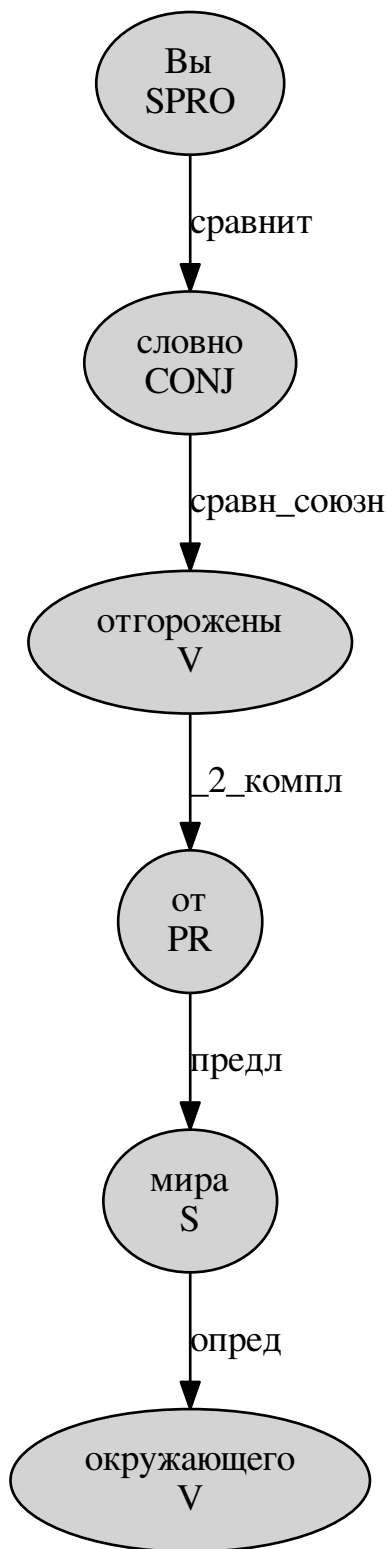 Вы
SPRO
сравнит
словно
CONJ
сравн_союзн
отгорожены
V
_2_компл
от
PR
предл
мира
S
опред
окружающего
V